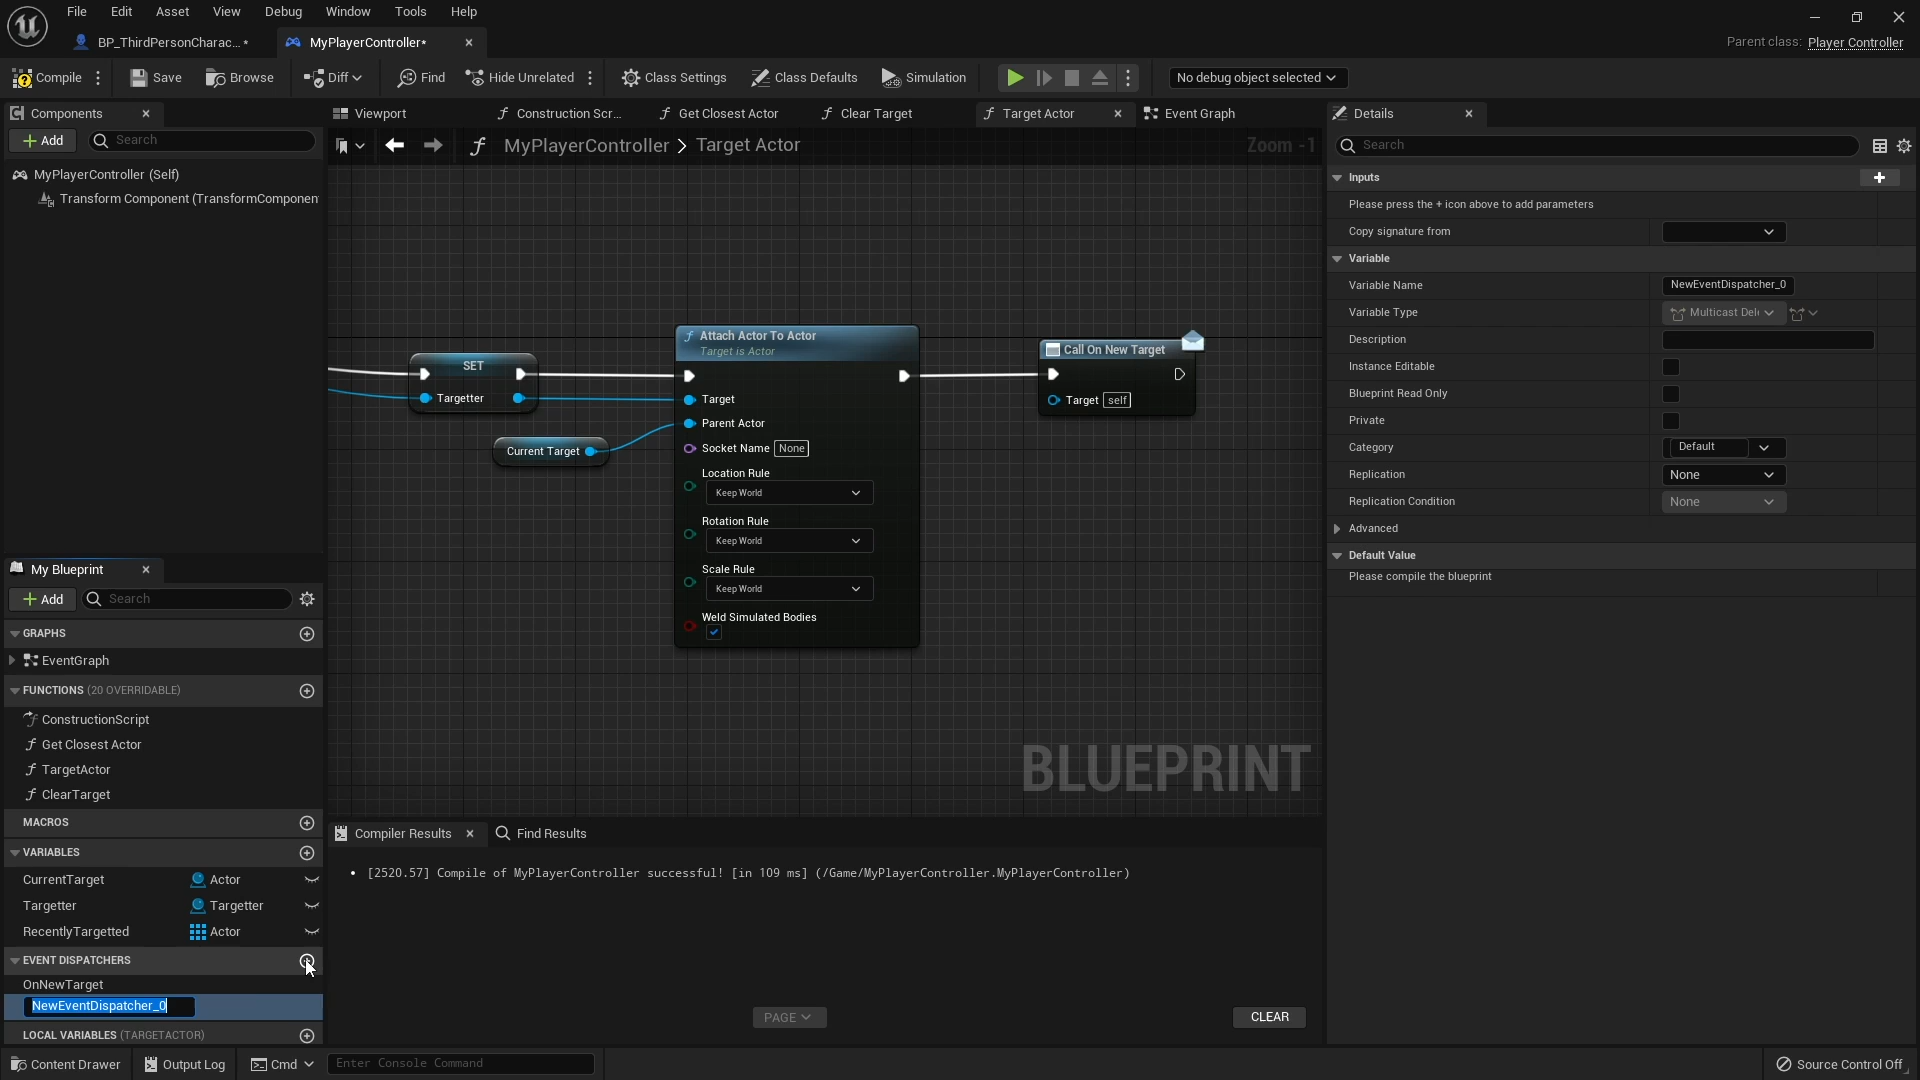 File Edit Asset View Debug Window Tools Help
BP_ThirdPersonCharac... •
MyPlayerController*
Parent class: Player Controller
Compile Save Browse Diff Find Hide Unrelated Class Settings Class Defaults Simulation No debug object selected
Components
Add
Search
MyPlayerController (Self)
Transform Component (TransformComponen
Viewport Construction Scr... Get Closest Actor Clear Target Target Actor Event Graph
MyPlayerController > Target Actor
Zoom -1
SET
Targetter
Current Target
Attach Actor To Actor
Target is Actor
Target
Parent Actor
Socket Name None
Location Rule
Keep World
Rotation Rule
Keep World
Scale Rule
Keep World
Weld Simulated Bodies
Call On New Target
Target self
BLUEPRINT
My Blueprint
Add
Search
GRAPHS
EventGraph
FUNCTIONS (20 OVERRIDABLE)
ConstructionScript
Get Closest Actor
TargetActor
ClearTarget
MACROS
VARIABLES
CurrentTarget Actor
Targetter Targetter
RecentlyTargetted Actor
EVENT DISPATCHERS
OnNewTarget
NewEventDispatcher_0
LOCAL VARIABLES (TARGETACTOR)
Compiler Results Find Results
• [2520.57] Compile of MyPlayerController successful! [in 109 ms] (/Game/MyPlayerController.MyPlayerController)
PAGE
CLEAR
Details
Search
Inputs
Please press the + icon above to add parameters
Copy signature from
Variable
Variable Name NewEventDispatcher_0
Variable Type Multicast Dele
Description
Instance Editable
Blueprint Read Only
Private
Category Default
Replication None
Replication Condition None
Advanced
Default Value
Please compile the blueprint
Content Drawer Output Log Cmd Enter Console Command Source Control Off